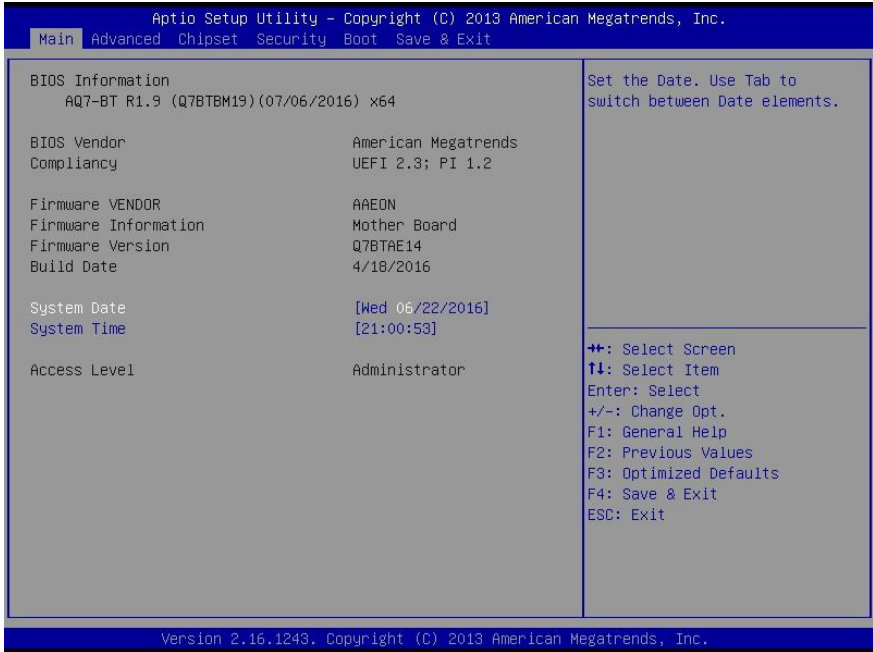 Aptio Setup Utility – Copyright (C) 2013 American Megatrends, Inc.
Main Advanced Chipset Security Boot Save & Exit
BIOS Information
AQ7-BT R1.9 (Q7BTBM19)(07/06/2016) x64
BIOS Vendor American Megatrends
Compliancy UEFI 2.3; PI 1.2
Firmware VENDOR AAEON
Firmware Information Mother Board
Firmware Version Q7BTAE14
Build Date 4/18/2016
System Date [Wed 06/22/2016]
System Time [21:00:53]
Access Level Administrator
Set the Date. Use Tab to
switch between Date elements.
→←: Select Screen
↑↓: Select Item
Enter: Select
+/-: Change Opt.
F1: General Help
F2: Previous Values
F3: Optimized Defaults
F4: Save & Exit
ESC: Exit
Version 2.16.1243. Copyright (C) 2013 American Megatrends, Inc.